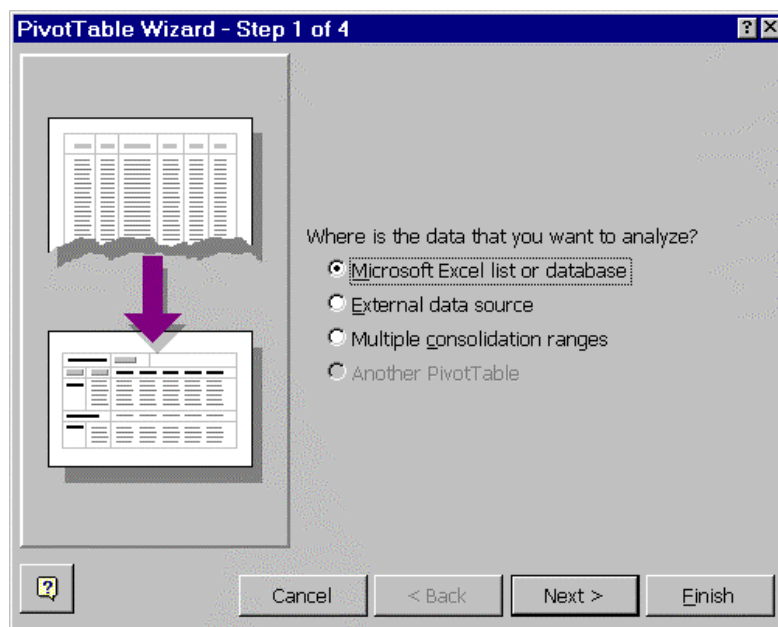 PivotTable Wizard - Step 1 of 4
Where is the data that you want to analyze?
Microsoft Excel list or database
External data source
Multiple consolidation ranges
Another PivotTable
Cancel
< Back
Next >
Finish